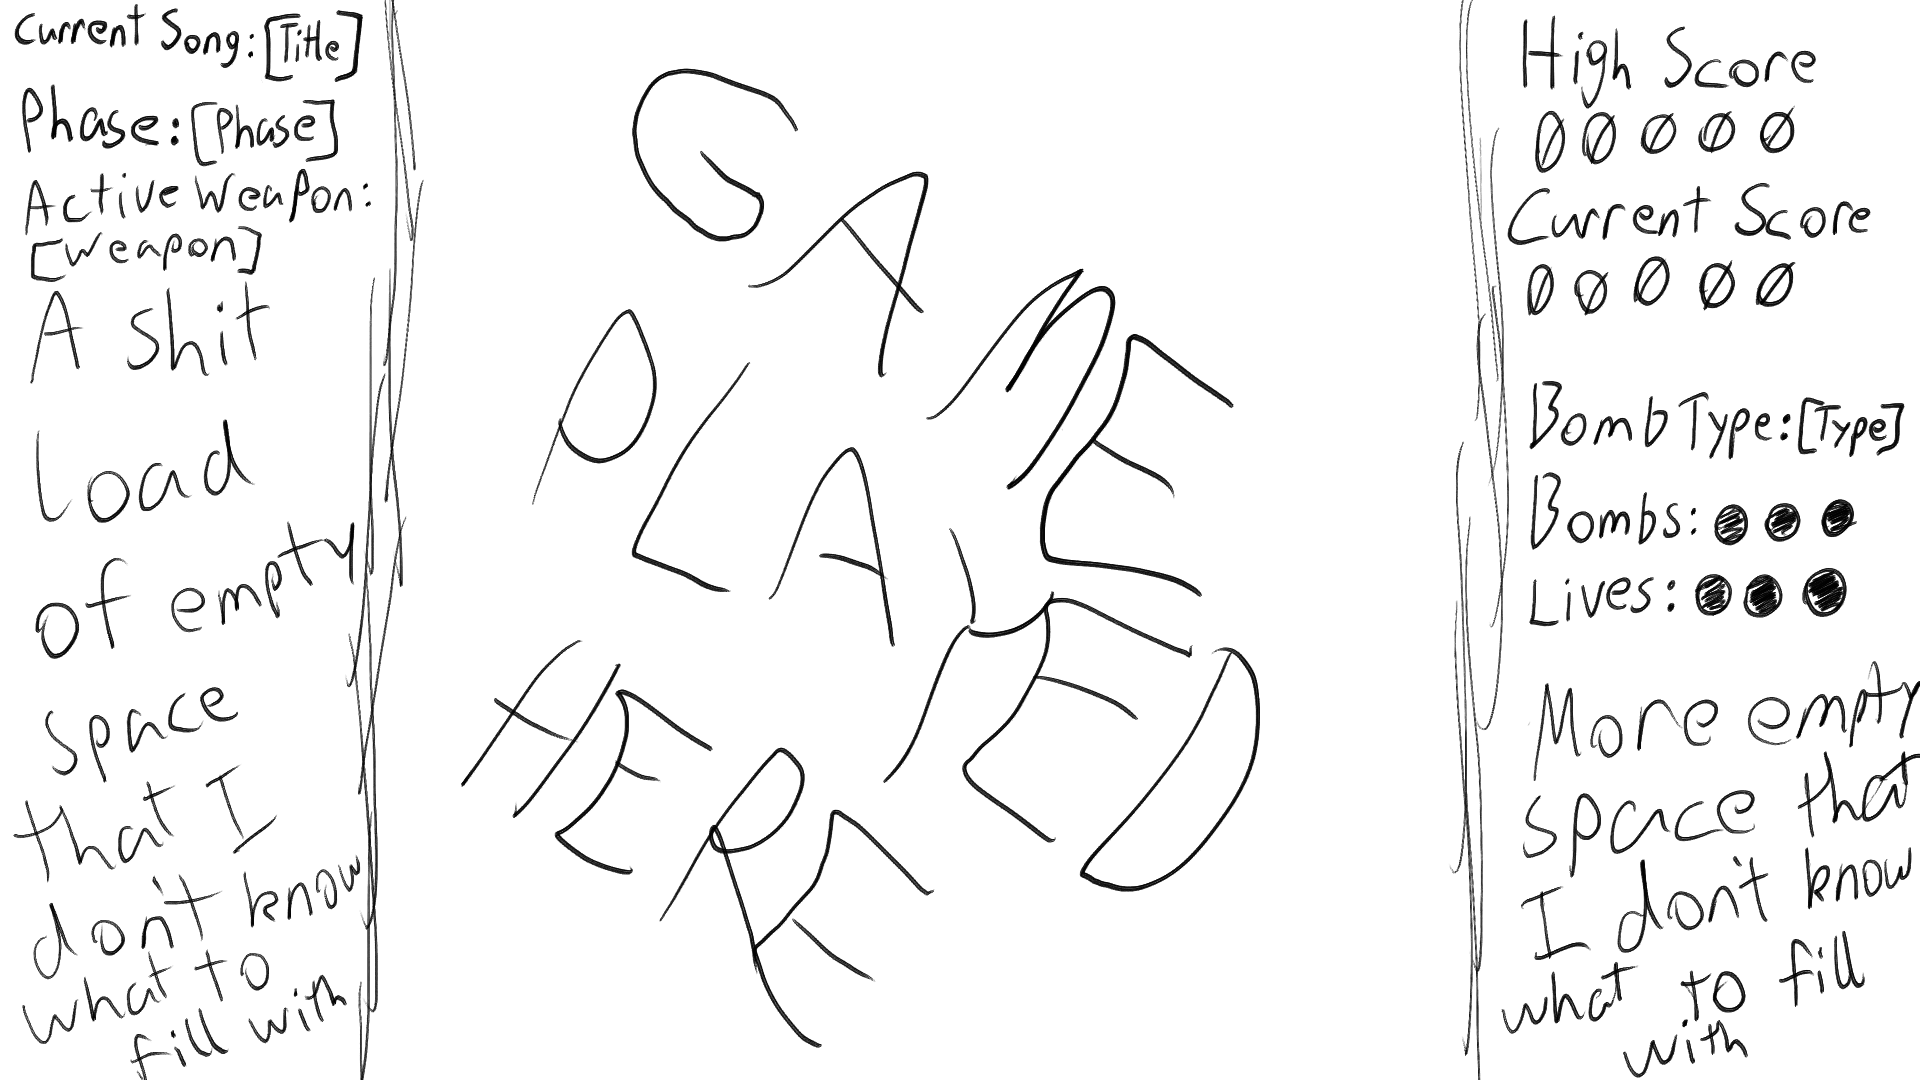 Current Song: [Title]
Phase: [Phase]
Active Weapon:
[Weapon]
A shit
load
of empty
space
that I
don't know
what to
fill with
GAME
PLAYED
HERE
High Score
00000
Current Score
00000
Bomb Type: [Type]
Bombs:
Lives:
More empty
space that
I don't know
what to fill
with